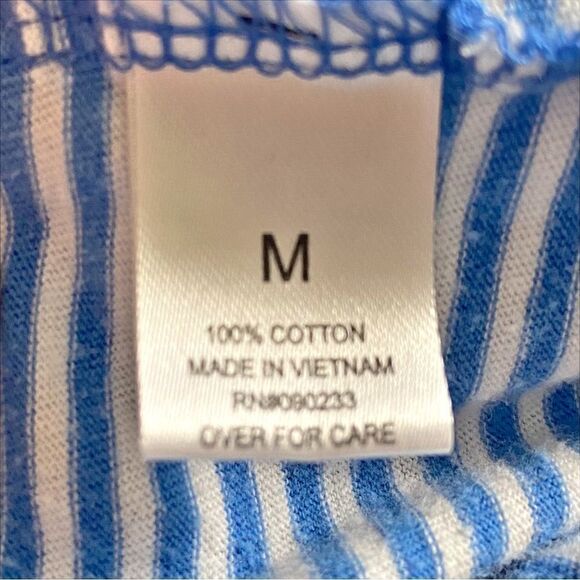 M
100% COTTON
MADE IN VIETNAM
RN#090233
OVER FOR CARE